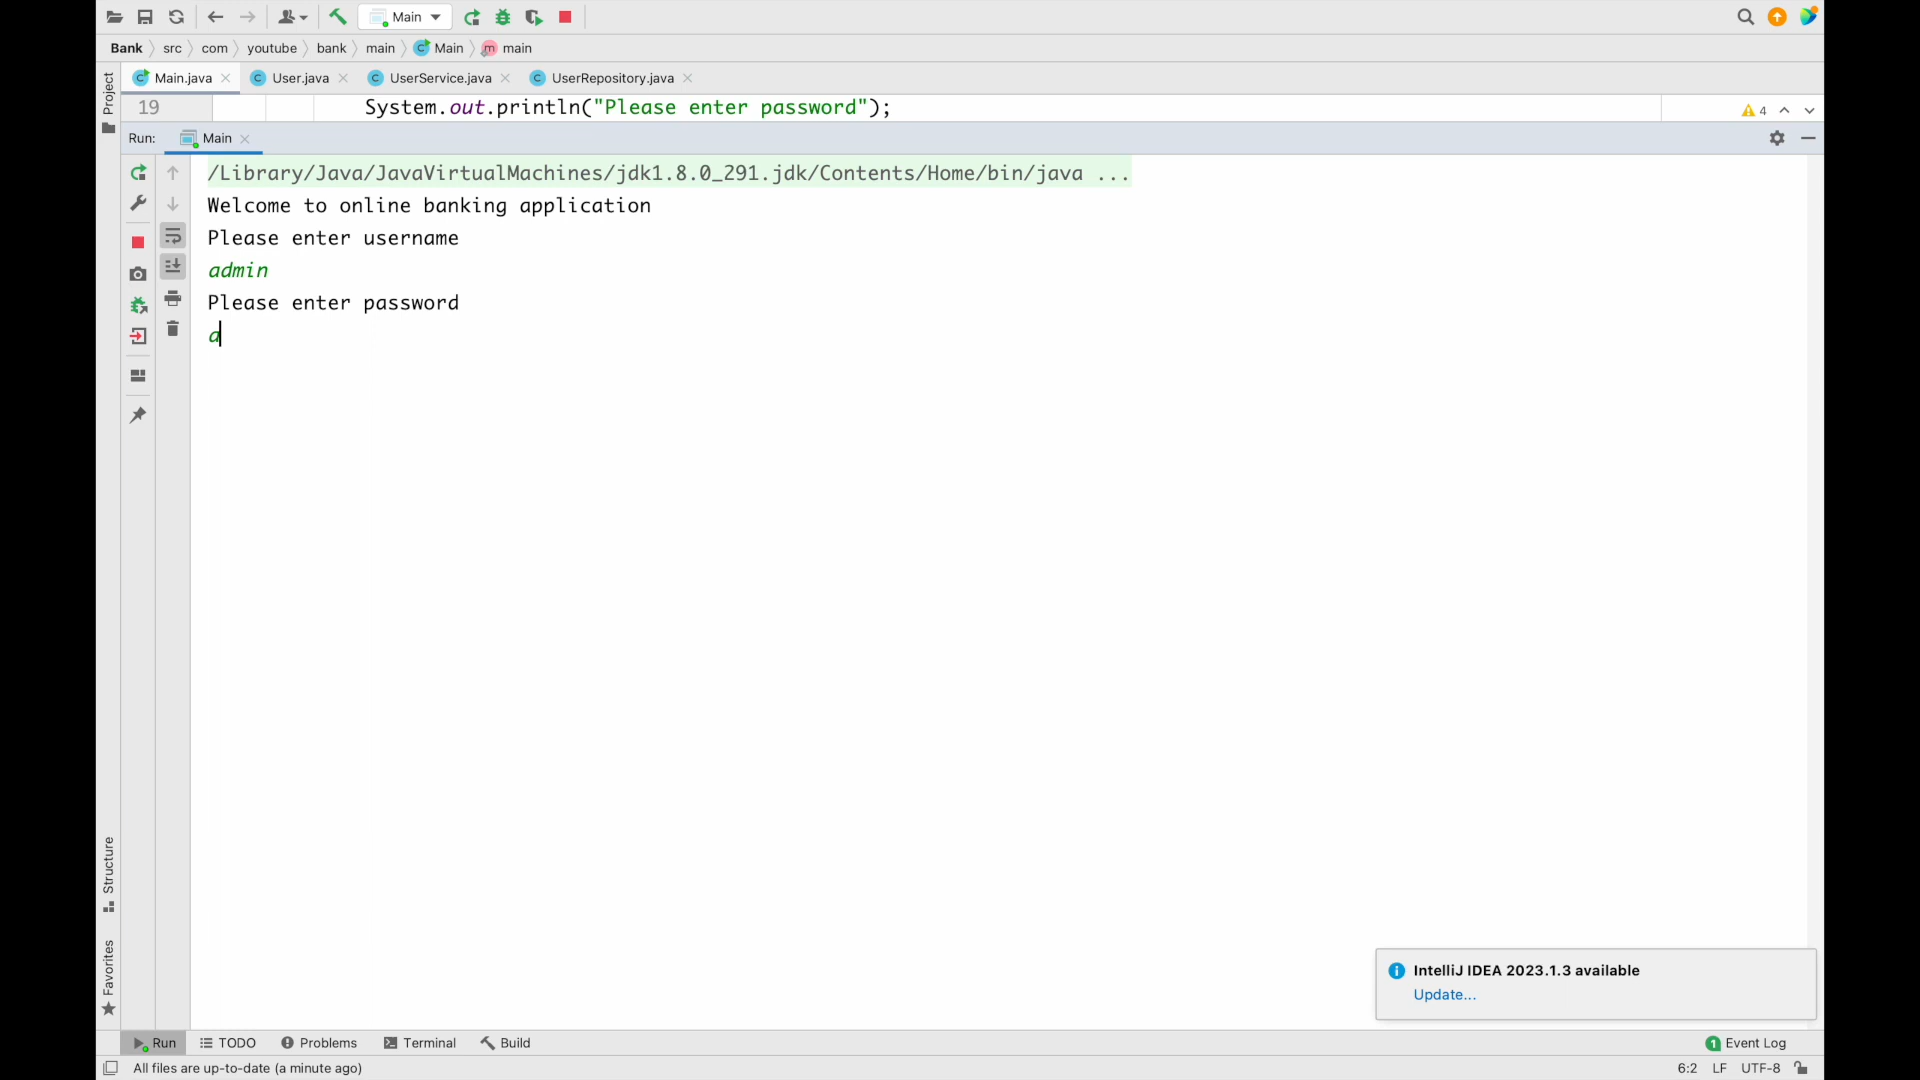 Main
Bank src com youtube bank main Main main
Main.java User.java UserService.java UserRepository.java
Project
19 System.out.println("Please enter password"); 4
Run: Main
/Library/Java/JavaVirtualMachines/jdk1.8.0_291.jdk/Contents/Home/bin/java ...
Welcome to online banking application
Please enter username
admin
Please enter password
a
Structure
Favorites
IntelliJ IDEA 2023.1.3 available
Update...
Run TODO Problems Terminal Build 1 Event Log
All files are up-to-date (a minute ago) 6:2 LF UTF-8